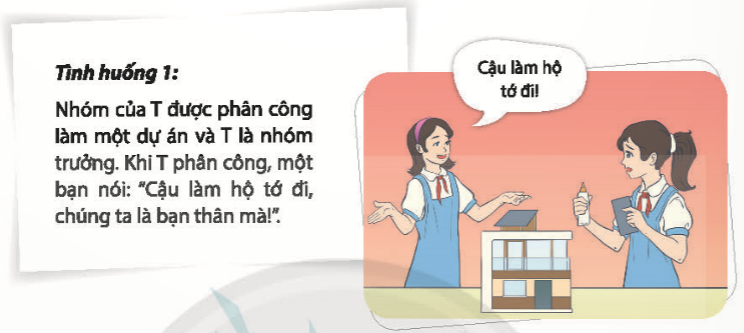 Tình huống 1:
Nhóm của T được phân công
làm một dự án và T là nhóm
trưởng. Khi T phân công, một
bạn nói: "Cậu làm hộ tớ đi,
chúng ta là bạn thân mà!".
Cậu làm hộ
tớ đi!